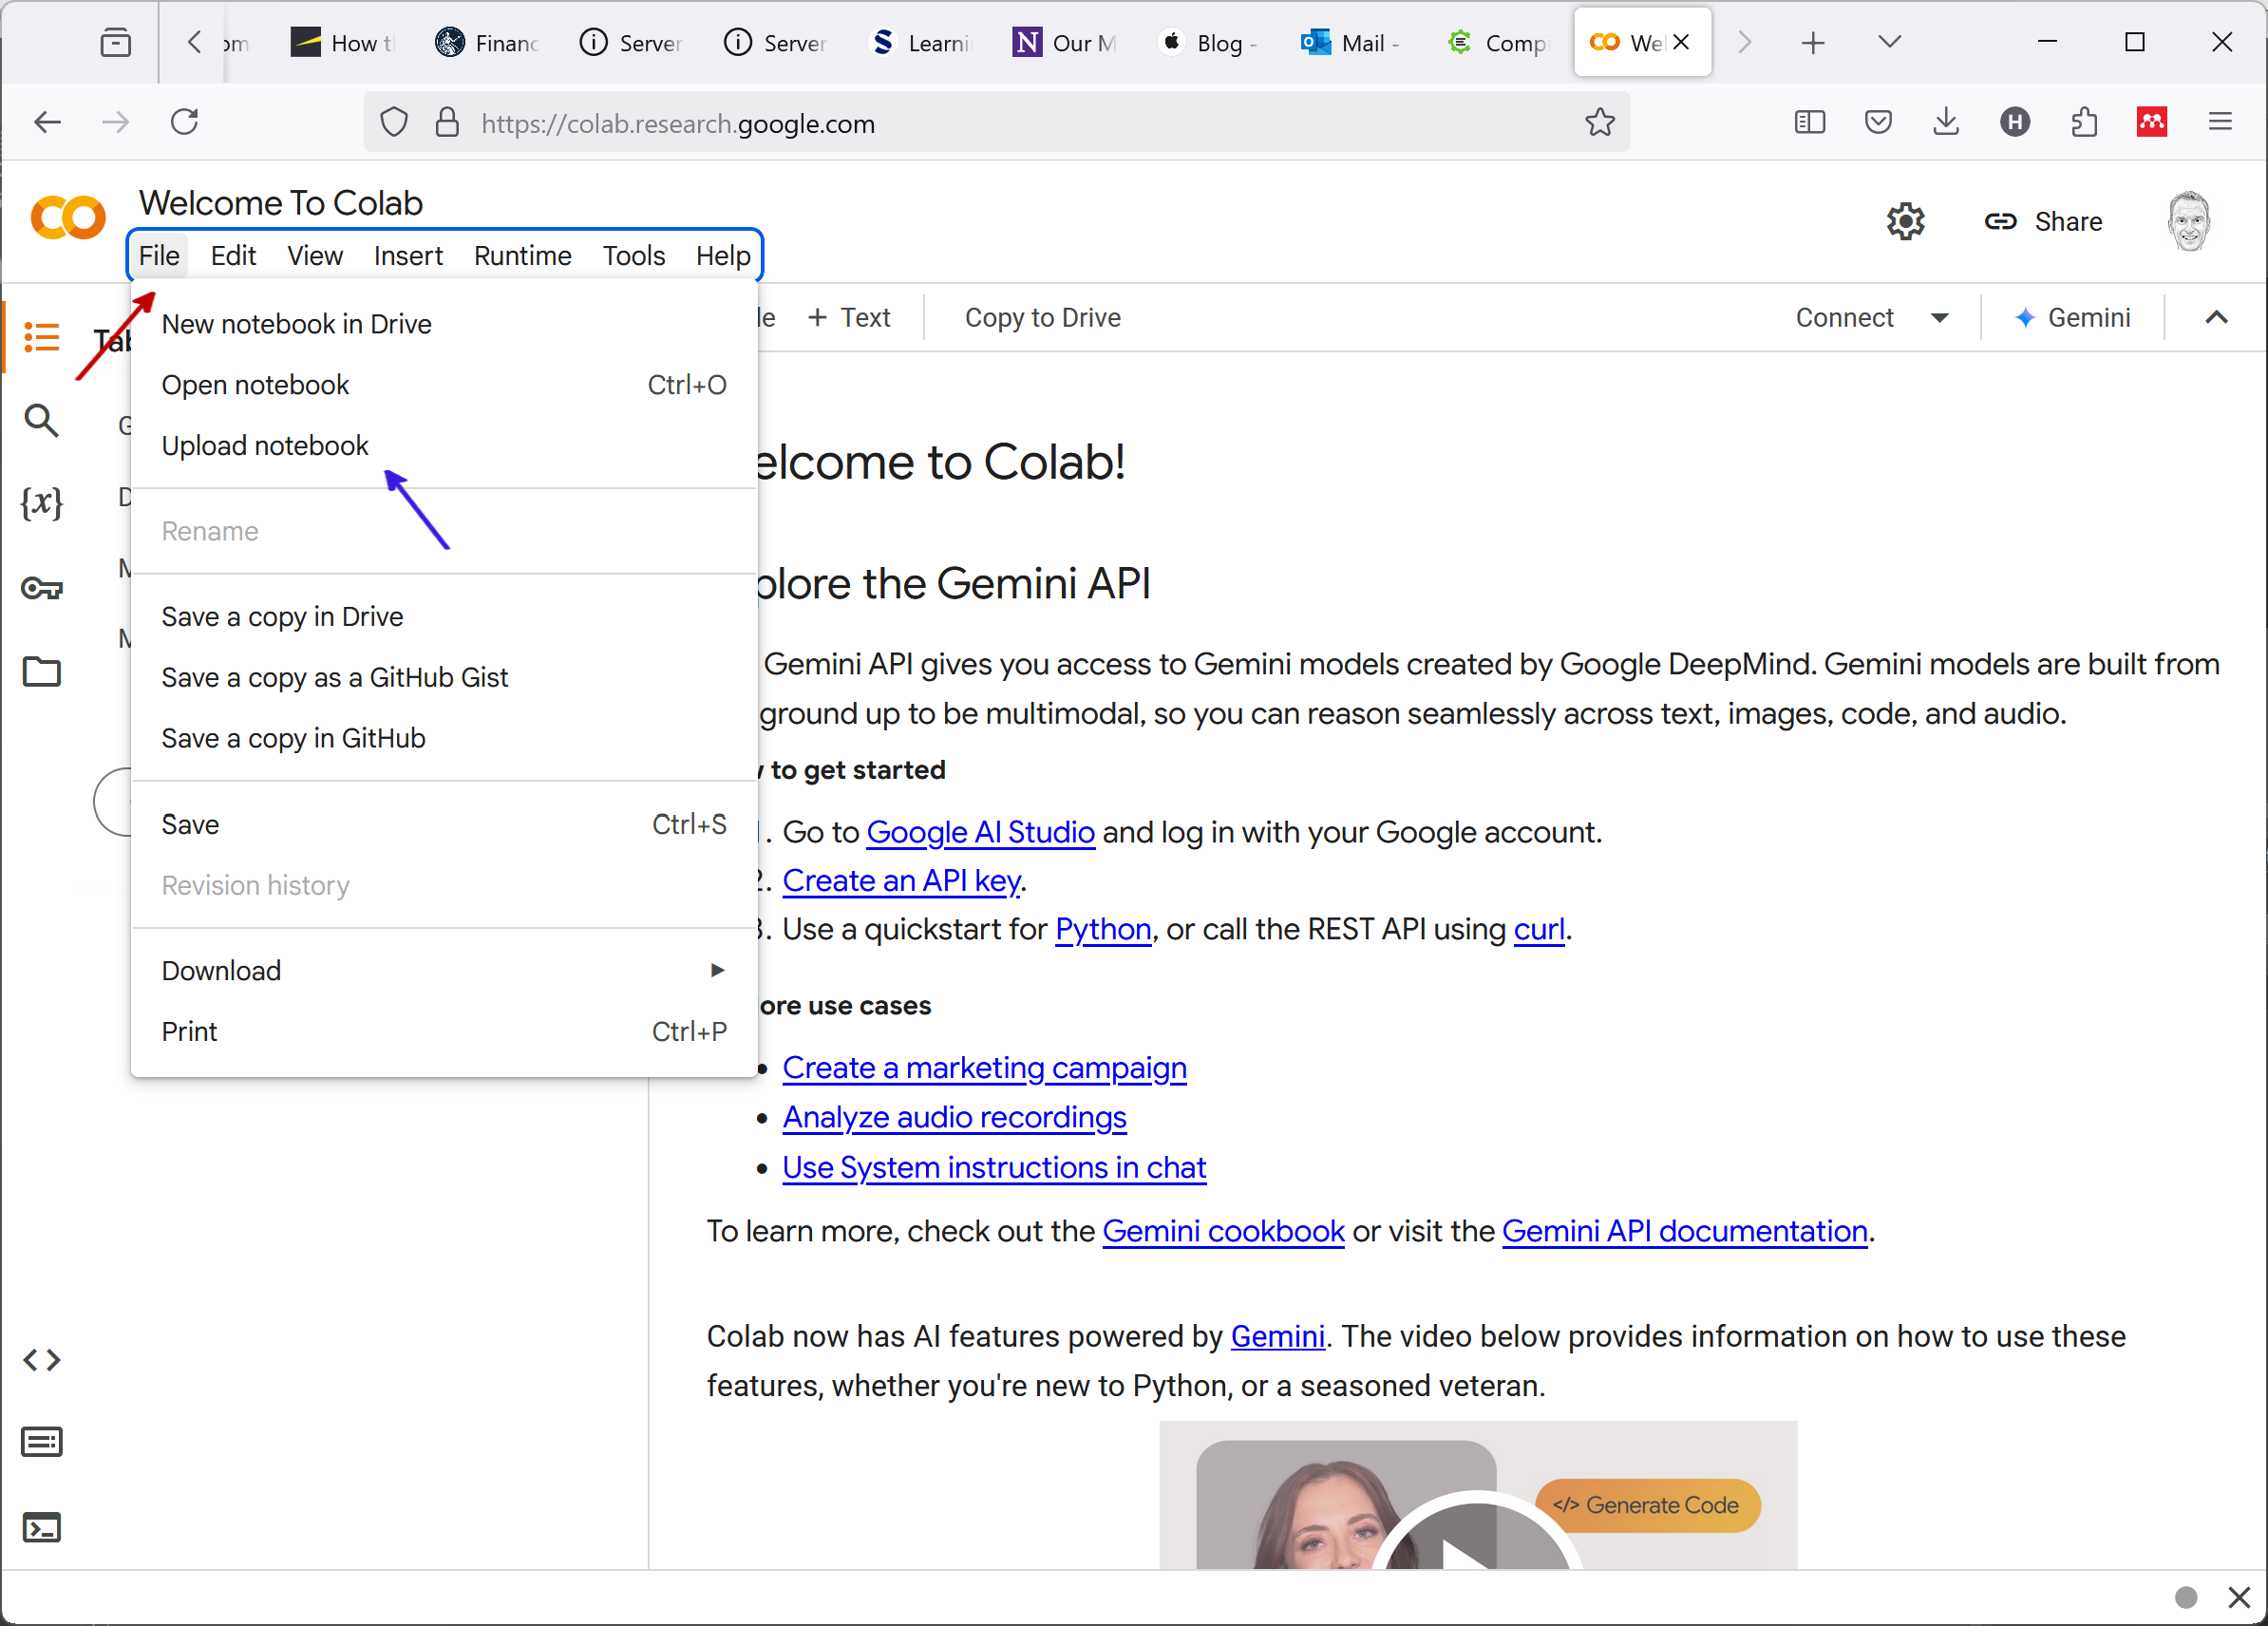 How t
Financ
Server
Server
Learni
N
Our M
Blog -
Mail -
Compi
We
https://colab.research.google.com
H
Welcome To Colab
Share
File Edit View Insert Runtime Tools Help
+ Text
Copy to Drive
Connect
Gemini
Tab
New notebook in Drive
Open notebook Ctrl+O
Upload notebook
Rename
Save a copy in Drive
Save a copy as a GitHub Gist
Save a copy in GitHub
Save Ctrl+S
Revision history
Download
Print Ctrl+P
{x}
elcome to Colab!
plore the Gemini API
Gemini API gives you access to Gemini models created by Google DeepMind. Gemini models are built from
ground up to be multimodal, so you can reason seamlessly across text, images, code, and audio.
to get started
1. Go to Google AI Studio and log in with your Google account.
2. Create an API key.
3. Use a quickstart for Python, or call the REST API using curl.
ore use cases
• Create a marketing campaign
• Analyze audio recordings
• Use System instructions in chat
To learn more, check out the Gemini cookbook or visit the Gemini API documentation.
Colab now has AI features powered by Gemini. The video below provides information on how to use these
features, whether you're new to Python, or a seasoned veteran.
</> Generate Code